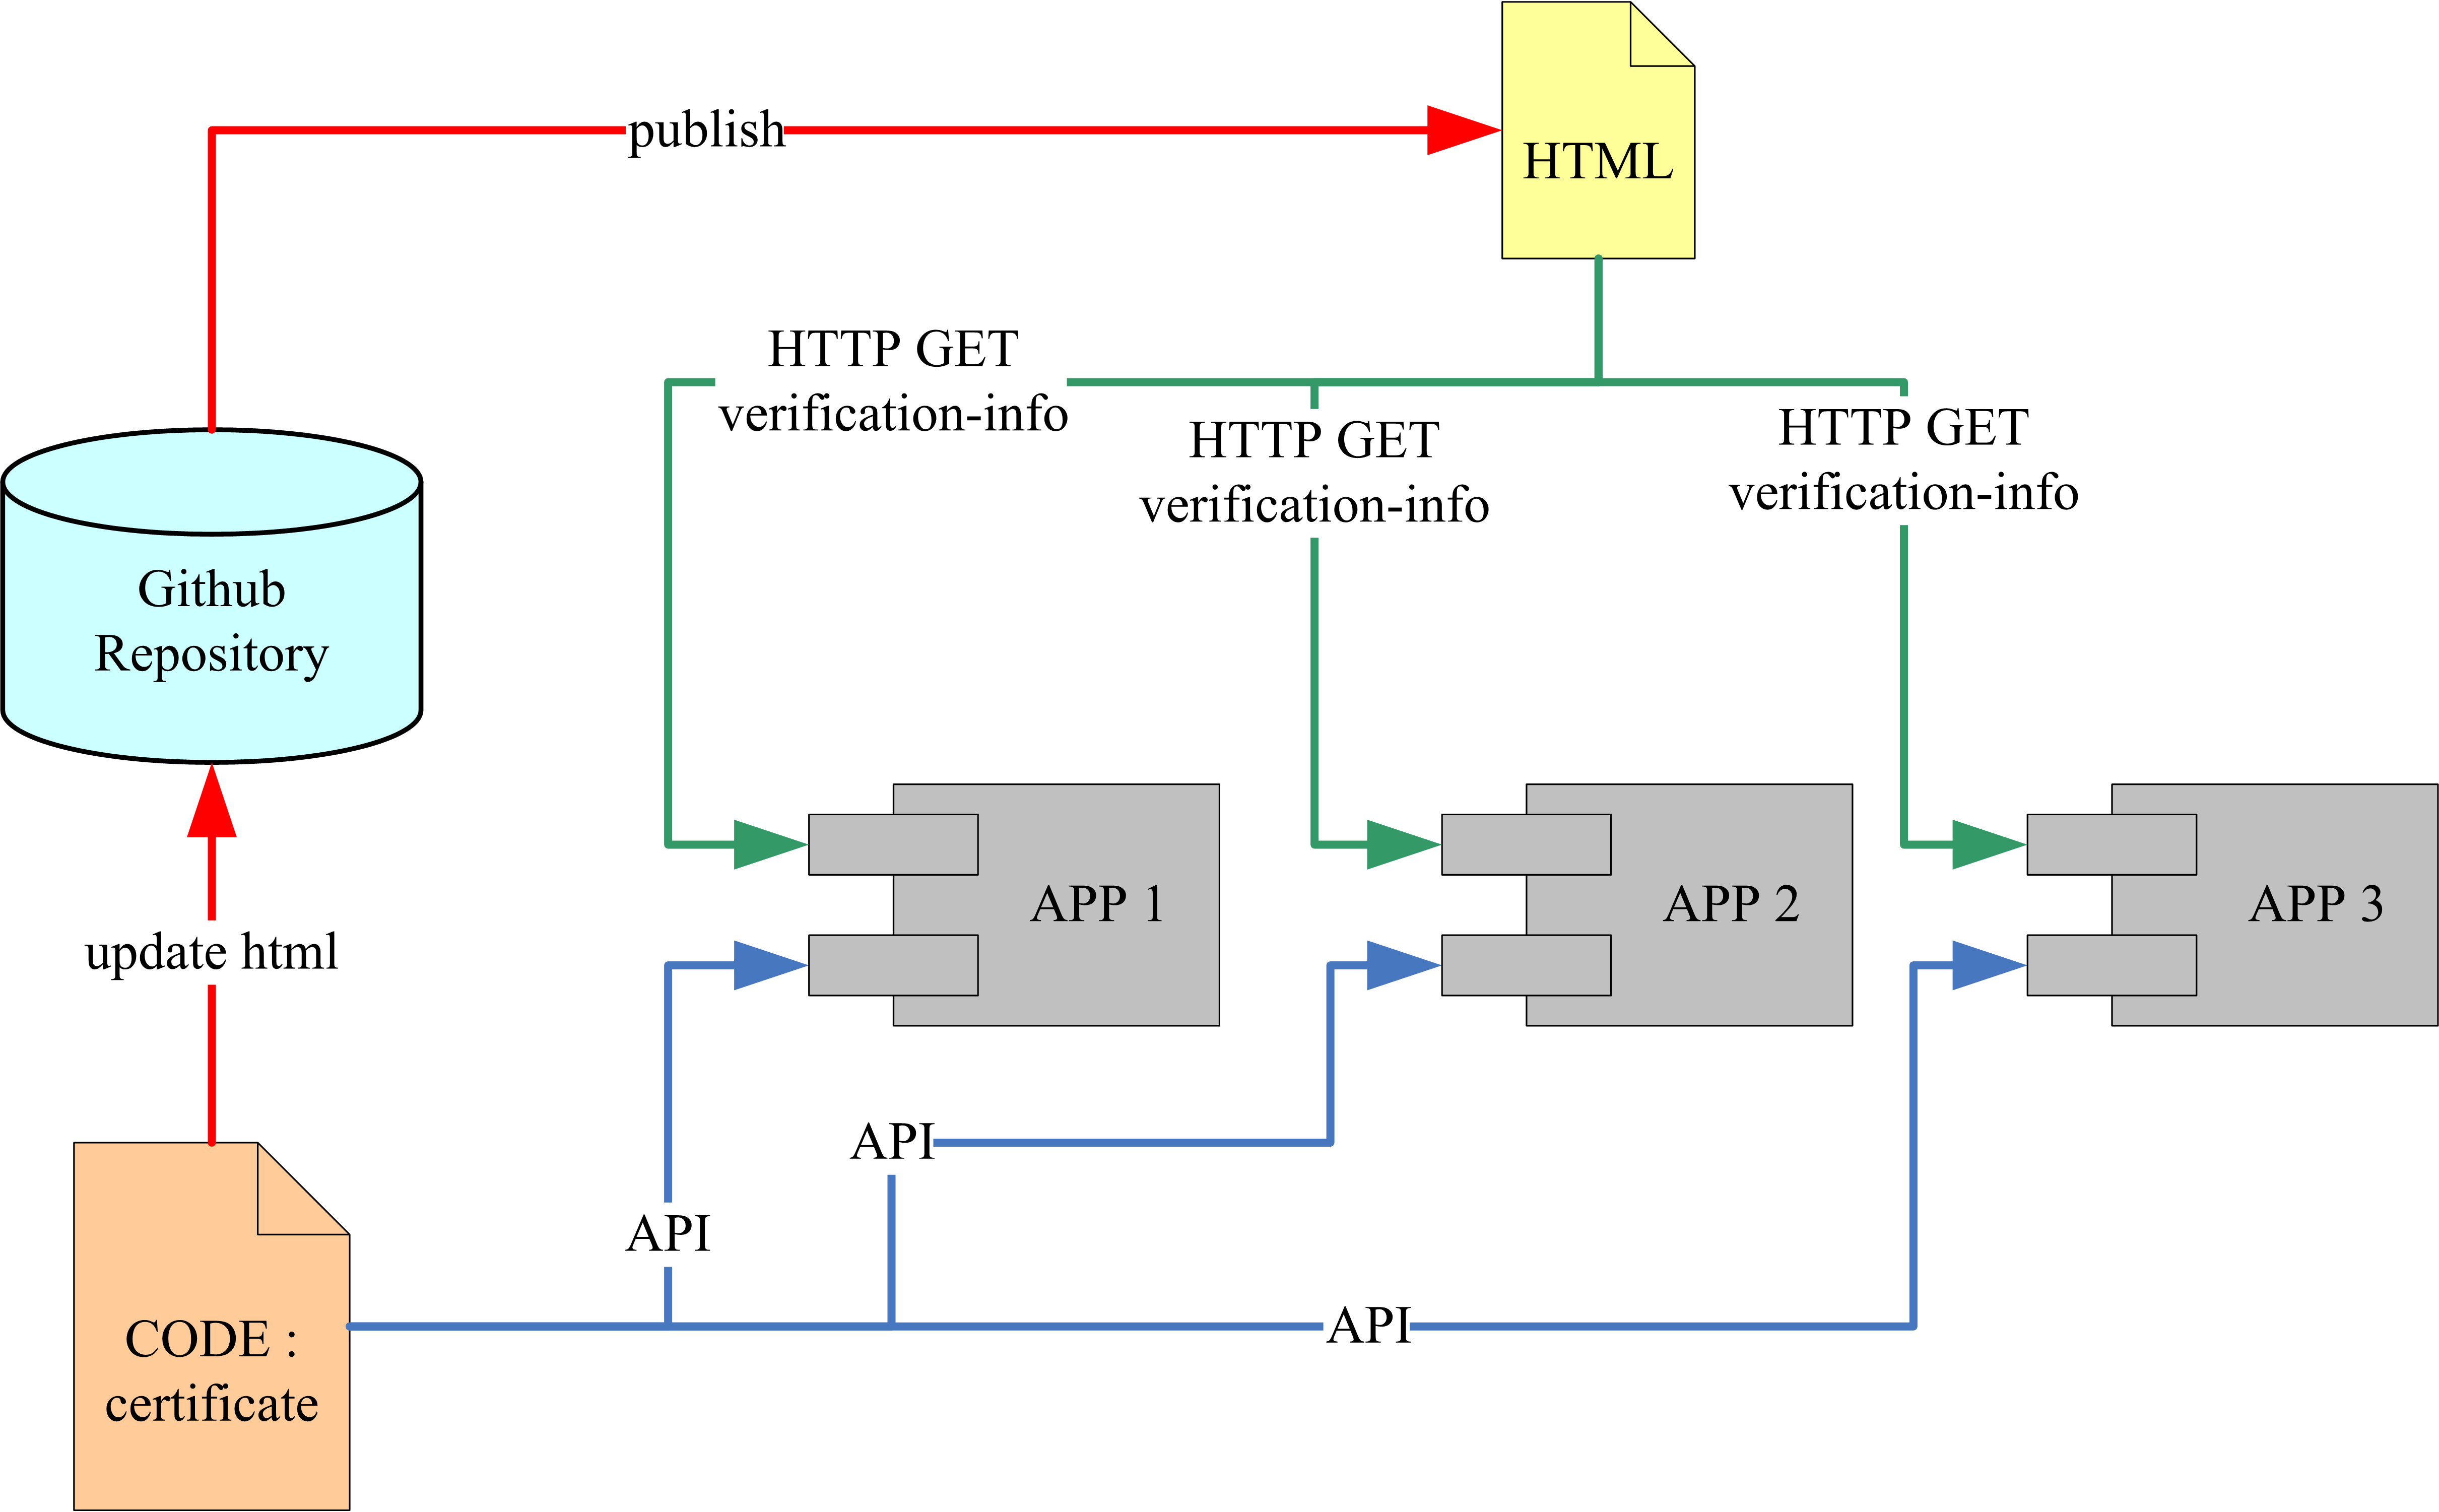 publish
HTML
HTTP GET
verification-info
HTTP GET
verification-info
HTTP GET
verification-info
Github
Repository
APP 1
APP 2
APP 3
update html
API
API
API
CODE :
certificate